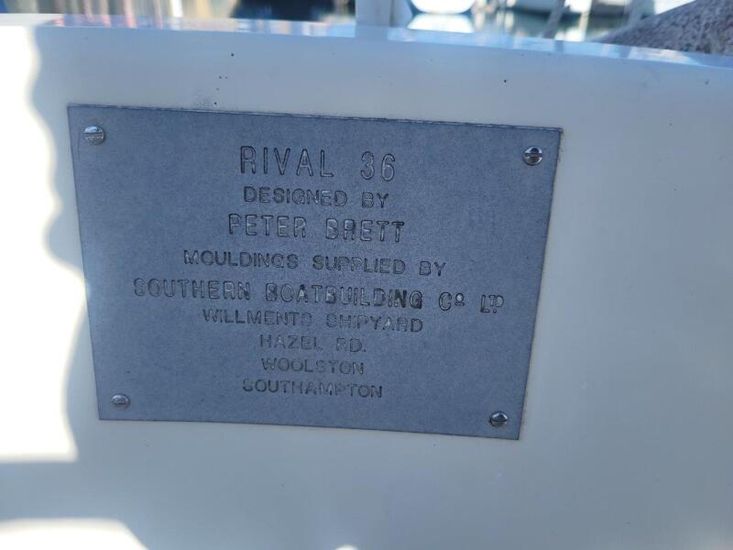 RIVAL 36
DESIGNED BY
PETER BRETT
MOULDINGS SUPPLIED BY
SOUTHERN BOATBUILDING Co LTD
WILLMENTS SHIPYARD
HAZEL RD.
WOOLSTON
SOUTHAMPTON